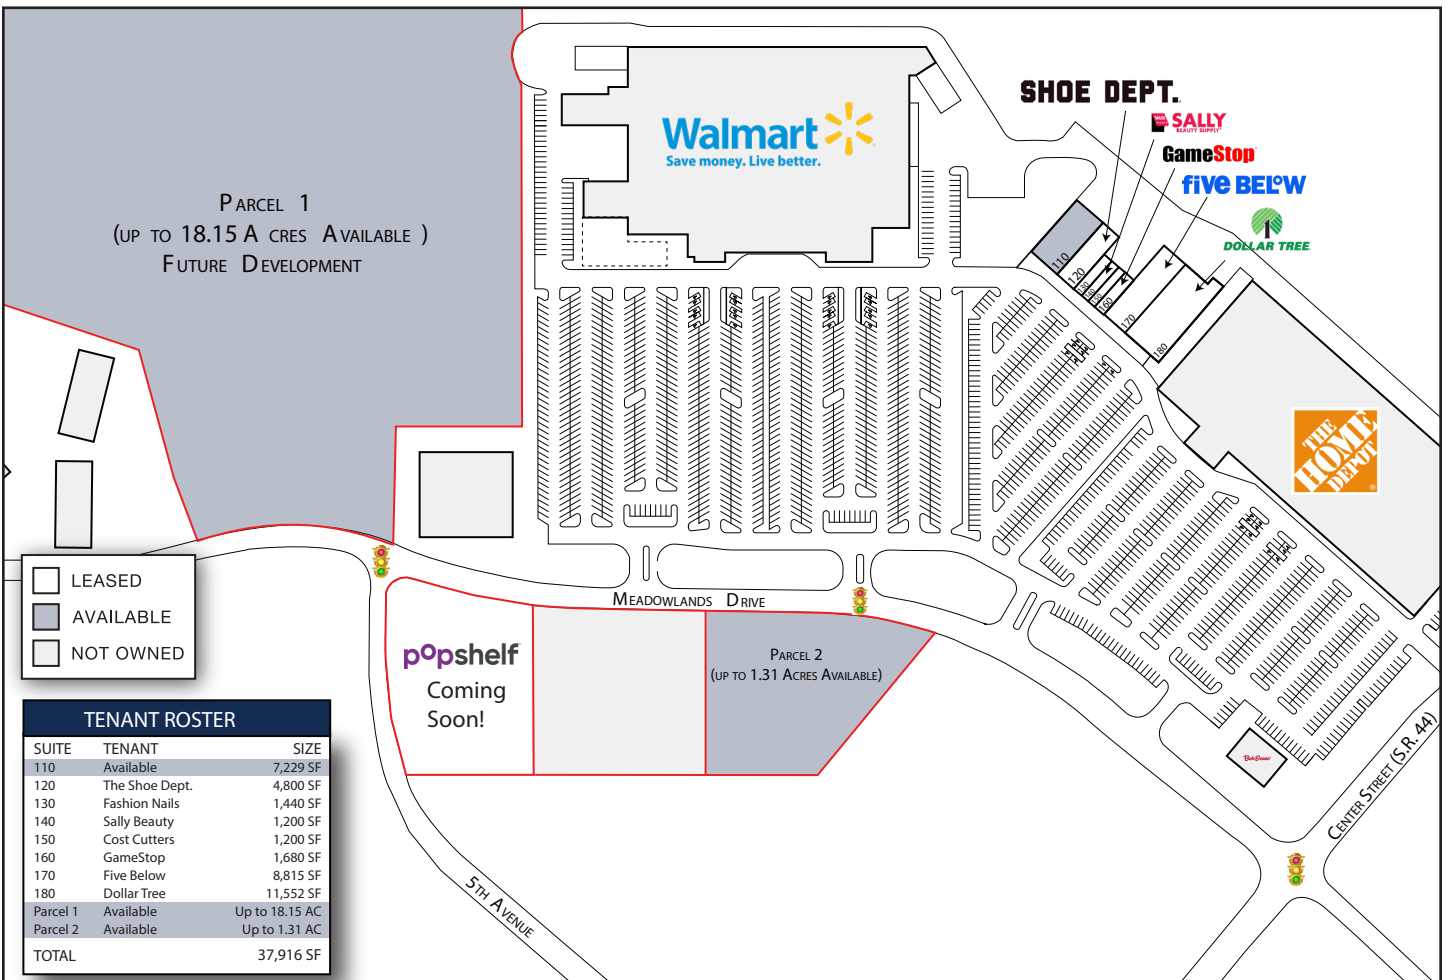 PARCEL 1
(UP TO 18.15 A CRES AVAILABLE )
FUTURE DEVELOPMENT
Walmart
Save money. Live better.
SHOE DEPT.
SALLY
BEAUTY SUPPLY
GameStop
five BELOW
DOLLAR TREE
110
120
130
140
150
160
170
180
THE
HOME
DEPOT
LEASED
AVAILABLE
NOT OWNED
MEADOWLANDS DRIVE
popshelf
Coming
Soon!
PARCEL 2
(UP TO 1.31 ACRES AVAILABLE)
Bob Evans
CENTER STREET (S.R. 44)
5TH AVENUE
TENANT ROSTER
SUITE TENANT SIZE
110 Available 7,229 SF
120 The Shoe Dept. 4,800 SF
130 Fashion Nails 1,440 SF
140 Sally Beauty 1,200 SF
150 Cost Cutters 1,200 SF
160 GameStop 1,680 SF
170 Five Below 8,815 SF
180 Dollar Tree 11,552 SF
Parcel 1 Available Up to 18.15 AC
Parcel 2 Available Up to 1.31 AC
TOTAL 37,916 SF